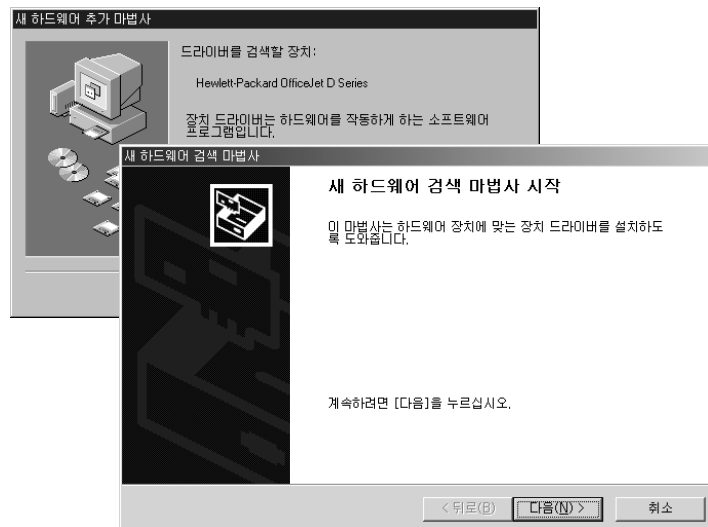 새 하드웨어 추가 마법사
드라이버를 검색할 장치:
Hewlett-Packard OfficeJet D Series
장치 드라이버는 하드웨어를 작동하게 하는 소프트웨어
프로그램입니다.
새 하드웨어 검색 마법사
새 하드웨어 검색 마법사 시작
이 마법사는 하드웨어 장치에 맞는 장치 드라이버를 설치하도
록 도와줍니다.
계속하려면 [다음]을 누르십시오.
< 뒤로(B)
다음(N) >
취소